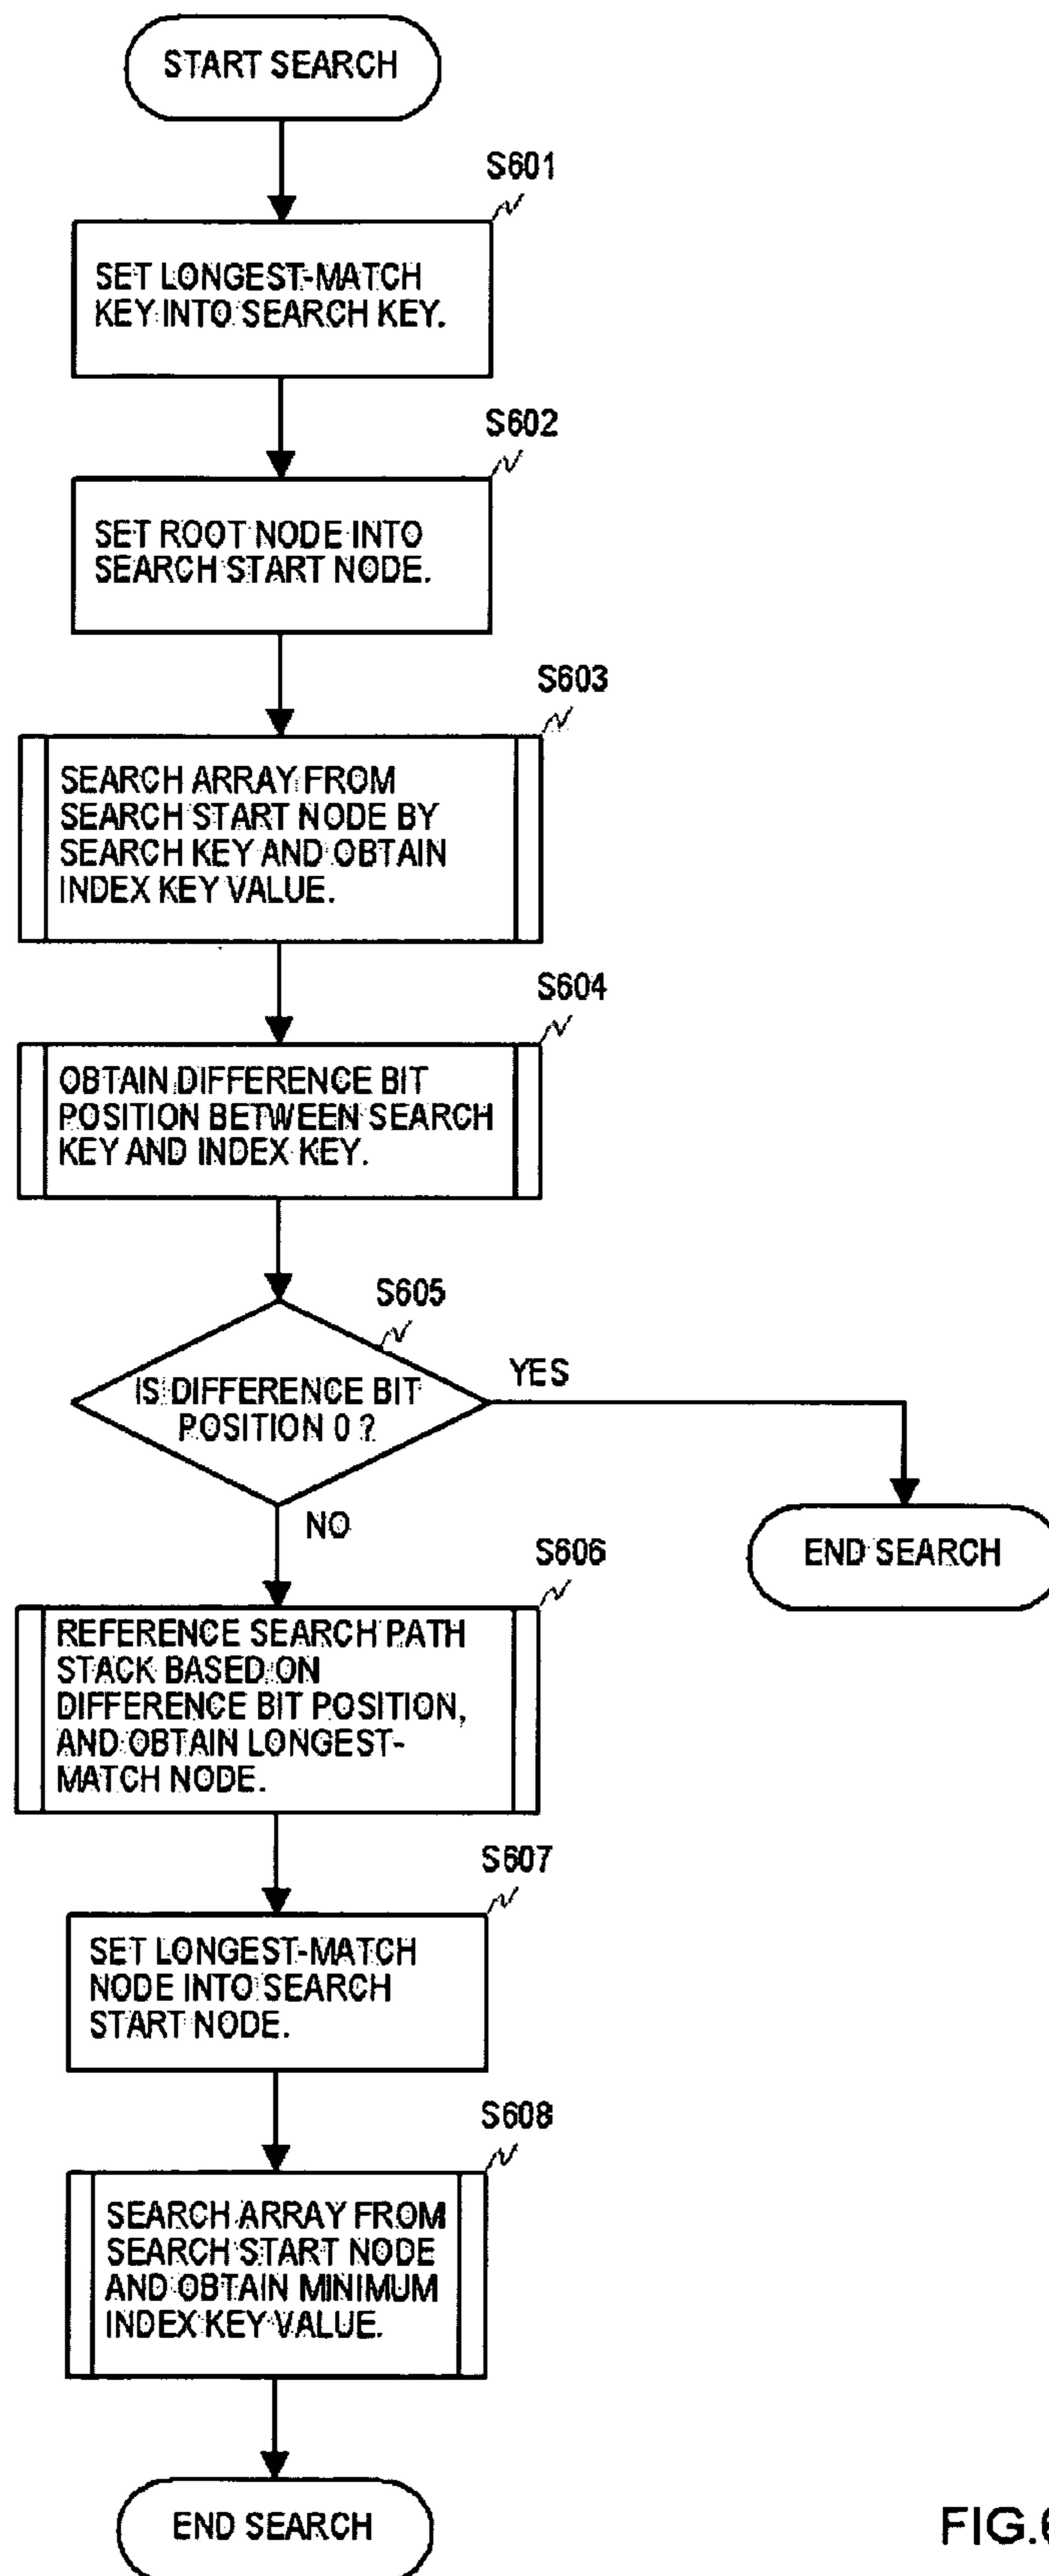 START SEARCH
S601
SET LONGEST-MATCH
KEY INTO SEARCH KEY.
S602
SET ROOT NODE INTO
SEARCH START NODE.
S603
SEARCH ARRAY FROM
SEARCH START NODE BY
SEARCH KEY AND OBTAIN
INDEX KEY VALUE.
S604
OBTAIN DIFFERENCE BIT
POSITION BETWEEN SEARCH
KEY AND INDEX KEY.
S605
IS DIFFERENCE BIT
POSITION 0 ?
YES
NO
END SEARCH
S606
REFERENCE SEARCH PATH
STACK BASED ON
DIFFERENCE BIT POSITION,
AND OBTAIN LONGEST-
MATCH NODE.
S607
SET LONGEST-MATCH
NODE INTO SEARCH
START NODE.
S608
SEARCH ARRAY FROM
SEARCH START NODE
AND OBTAIN MINIMUM
INDEX KEY VALUE.
END SEARCH
FIG.6